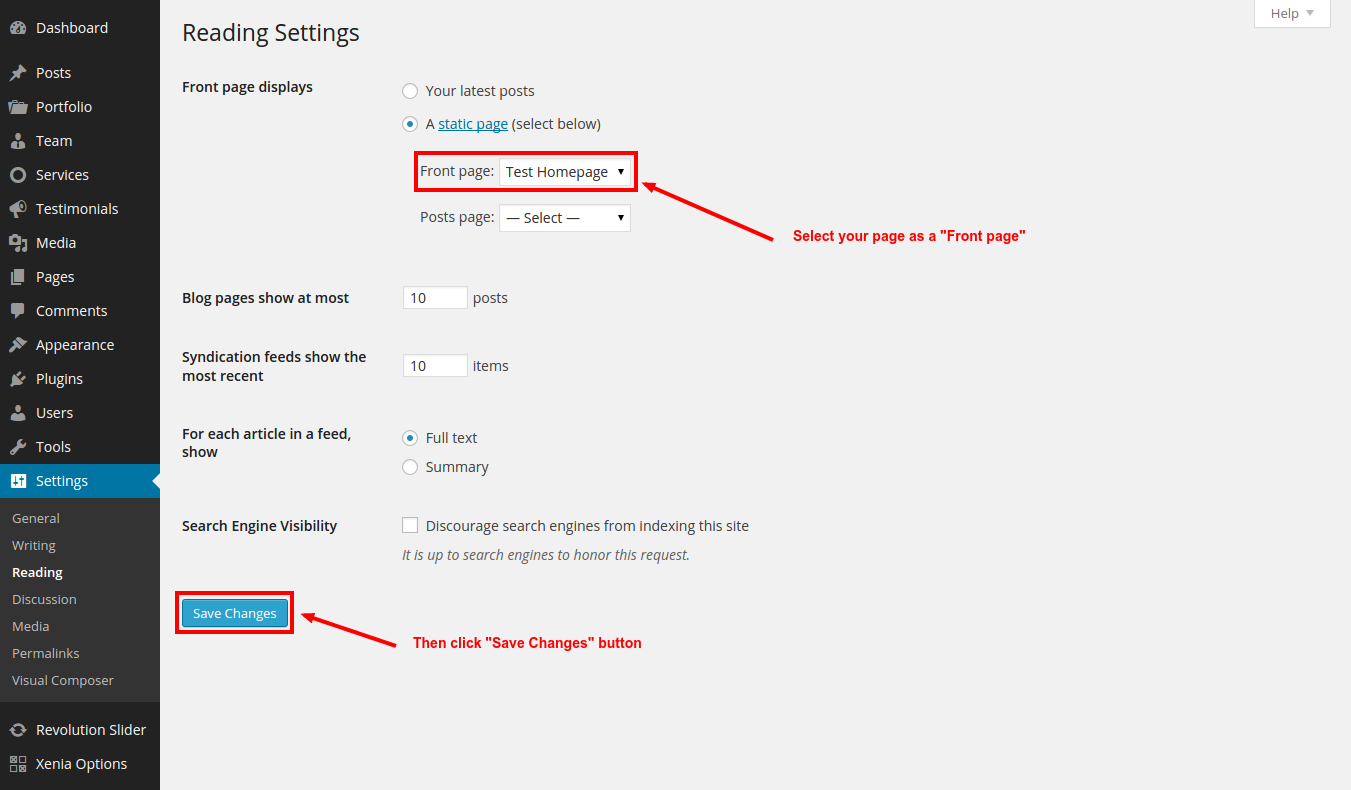 Dashboard
Posts
Portfolio
Team
Services
Testimonials
Media
Pages
Comments
Appearance
Plugins
Users
Tools
Settings
General
Writing
Reading
Discussion
Media
Permalinks
Visual Composer
Revolution Slider
Xenia Options
Help
Reading Settings
Front page displays
Your latest posts
A static page (select below)
Front page: Test Homepage
Posts page: — Select —
Select your page as a "Front page"
Blog pages show at most 10 posts
Syndication feeds show the
most recent
10 items
For each article in a feed,
show
Full text
Summary
Search Engine Visibility
Discourage search engines from indexing this site
It is up to search engines to honor this request.
Save Changes
Then click "Save Changes" button